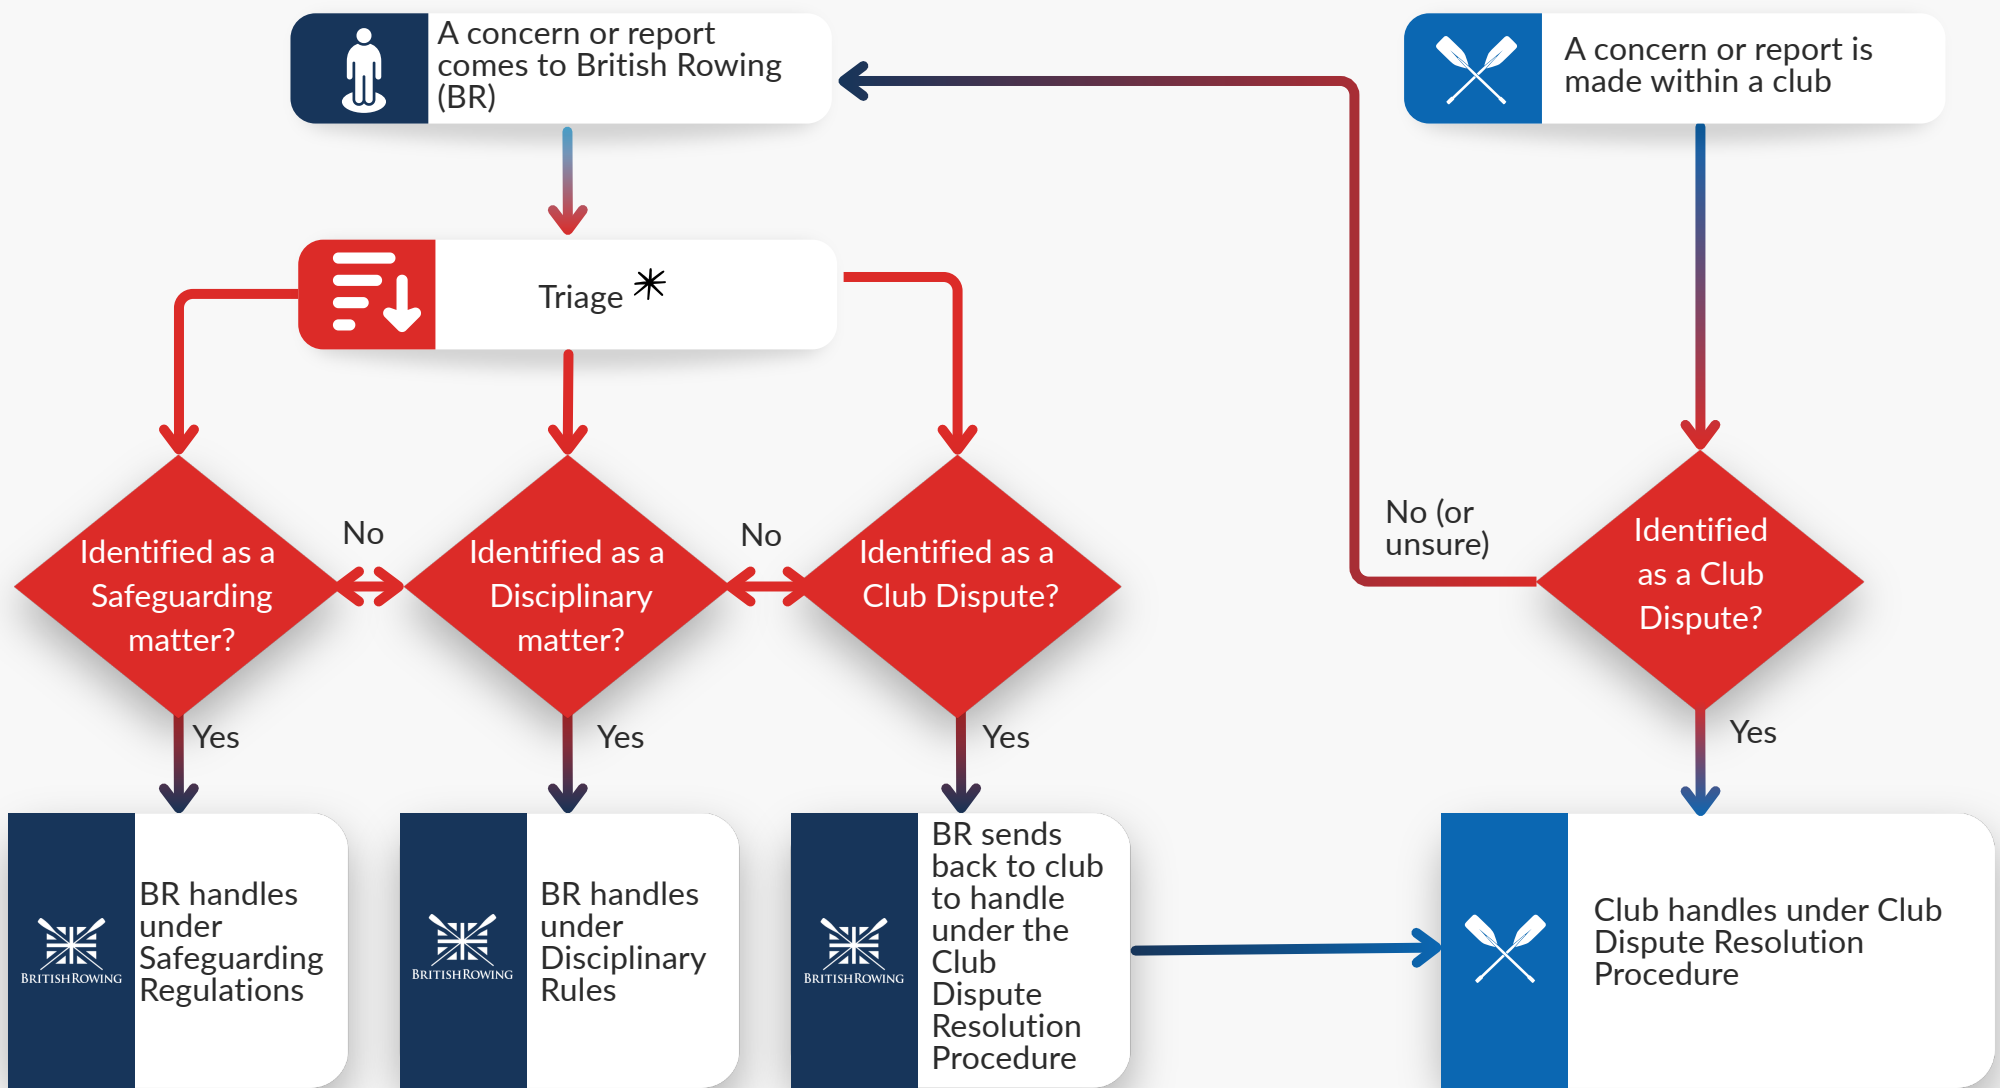 A concern or report
comes to British Rowing
(BR)
A concern or report is
made within a club
Triage
No
No
No (or
unsure)
Identified as a
Safeguarding
matter?
Identified as a
Disciplinary
matter?
Identified as a
Club Dispute?
Identified
as a Club
Dispute?
Yes
Yes
Yes
Yes
BRITISHROWING
BR handles
under
Safeguarding
Regulations
BRITISHROWING
BR handles
under
Disciplinary
Rules
BRITISHROWING
BR sends
back to club
to handle
under the
Club
Dispute
Resolution
Procedure
Club handles under Club
Dispute Resolution
Procedure